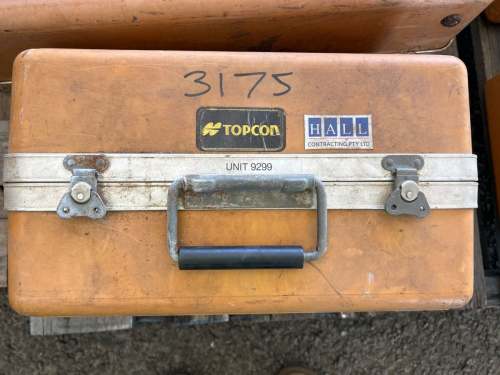 3175
TOPCON
HALL
CONTRACTING PTY LTD
UNIT 9299